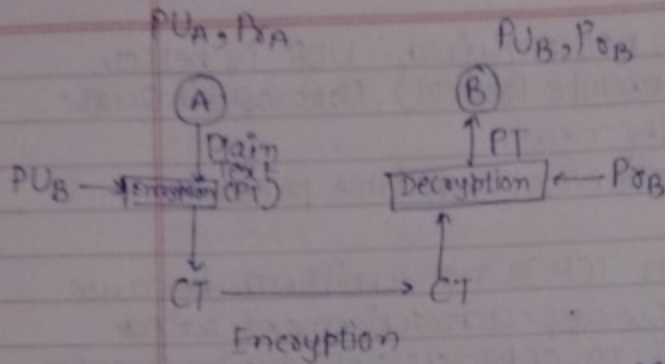 PUA, PrA
PUB, PrB
A
B
Plain
Text
(PT)
PT
PUB
Encryption
Decryption
PrB
CT
CT
Encryption